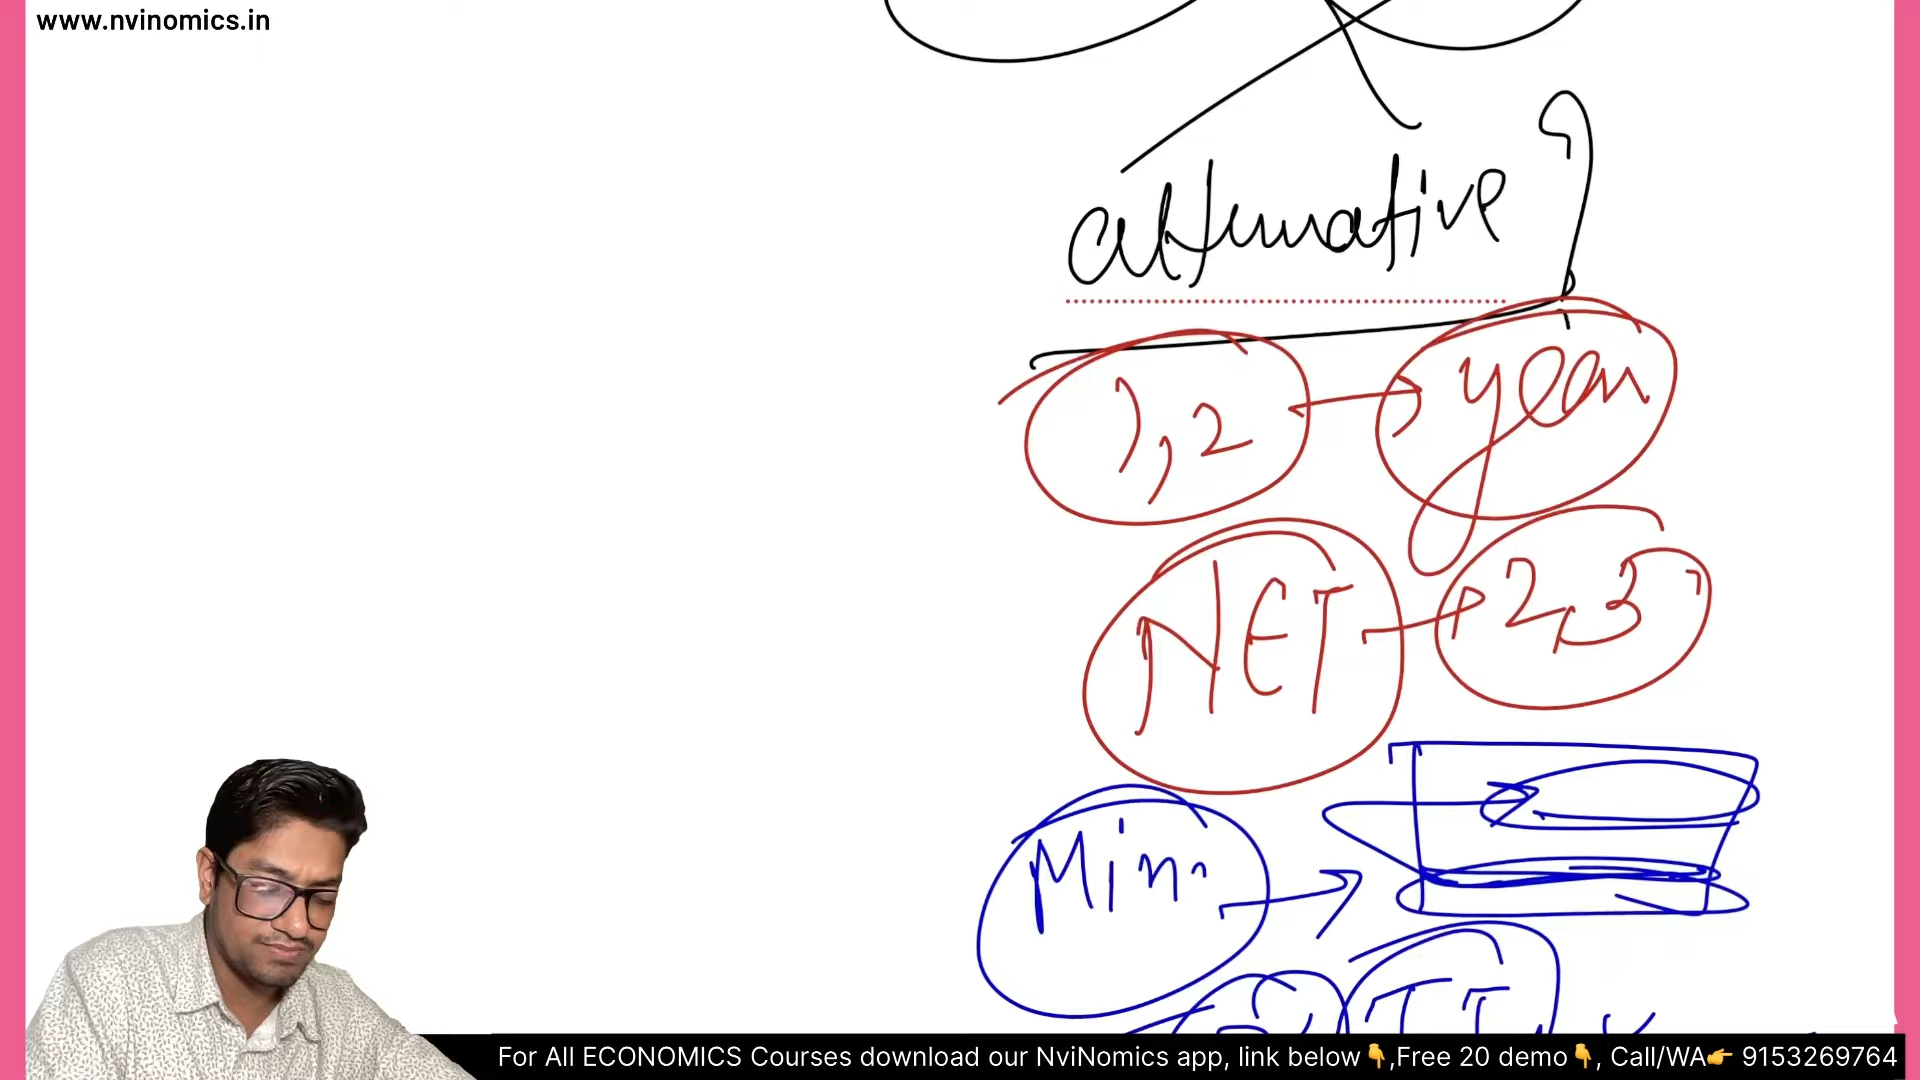 www.nvinomics.in
alternative
1, 2 → year
NET → 2, 3
Min. →
For All ECONOMICS Courses download our NviNomics app, link below👇,Free 20 demo👇, Call/WA👉 9153269764